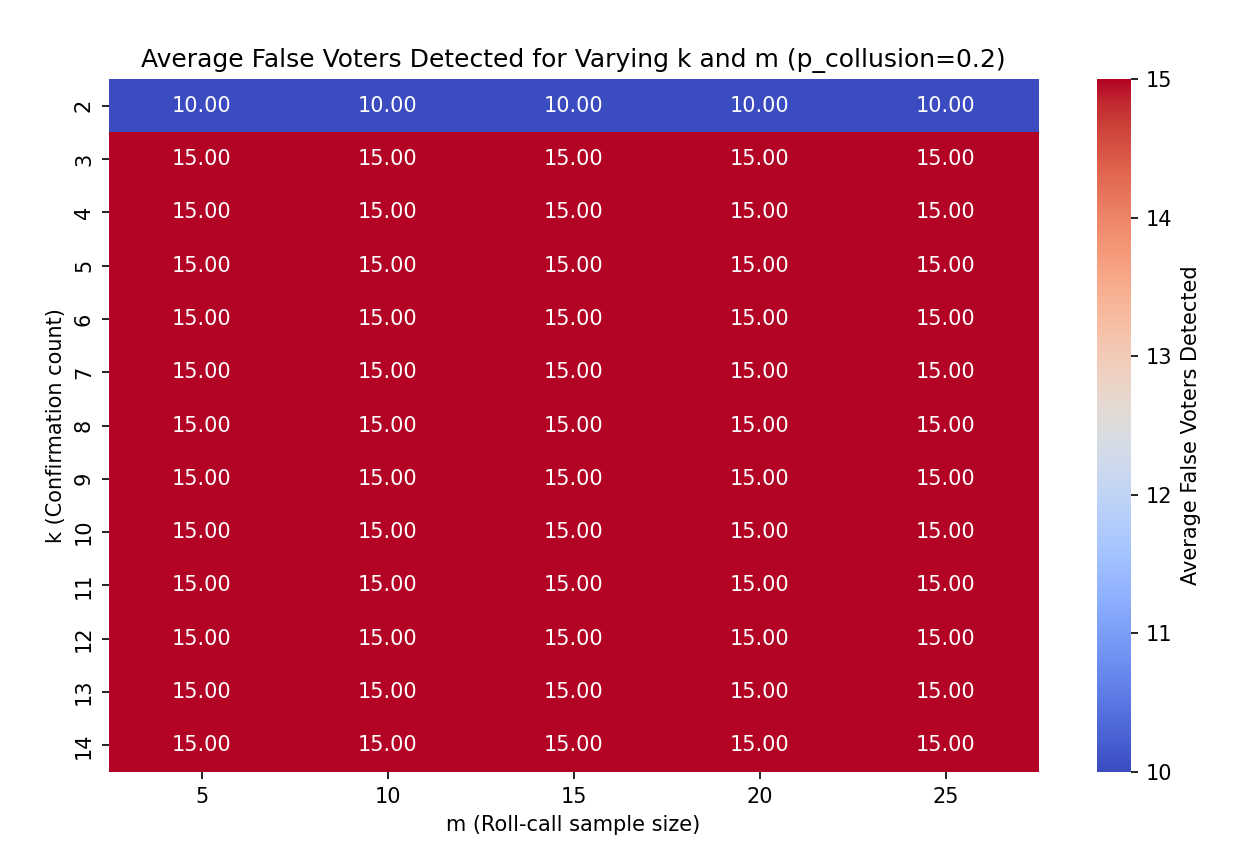 Average False Voters Detected for Varying k and m (p_collusion=0.2)
k (Confirmation count)
2 10.00 10.00 10.00 10.00 10.00
3 15.00 15.00 15.00 15.00 15.00
4 15.00 15.00 15.00 15.00 15.00
5 15.00 15.00 15.00 15.00 15.00
6 15.00 15.00 15.00 15.00 15.00
7 15.00 15.00 15.00 15.00 15.00
8 15.00 15.00 15.00 15.00 15.00
9 15.00 15.00 15.00 15.00 15.00
10 15.00 15.00 15.00 15.00 15.00
11 15.00 15.00 15.00 15.00 15.00
12 15.00 15.00 15.00 15.00 15.00
13 15.00 15.00 15.00 15.00 15.00
14 15.00 15.00 15.00 15.00 15.00
5 10 15 20 25
m (Roll-call sample size)
15
14
13
12
11
10
Average False Voters Detected